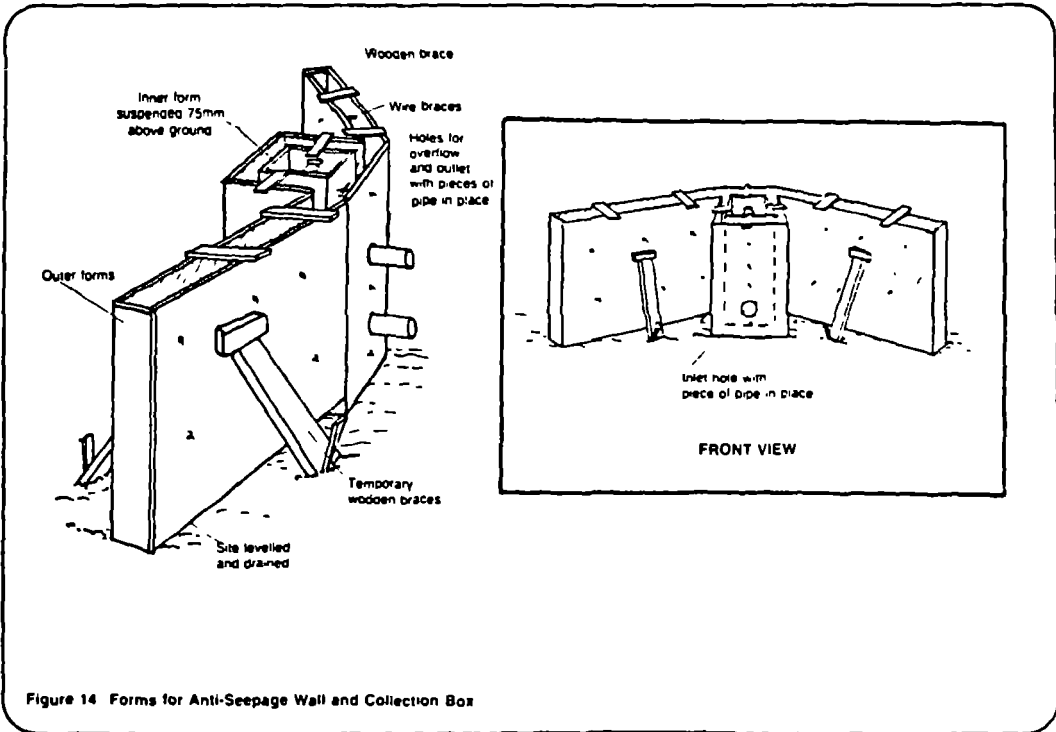 Wooden brace
Inner form
suspended 75mm
above ground
Wire braces
Holes for
overflow
and outlet
with pieces of
pipe in place
Outer forms
Temporary
wooden braces
Site levelled
and drained
Inlet hole with
piece of pipe in place
FRONT VIEW
Figure 14 Forms for Anti-Seepage Wall and Collection Box